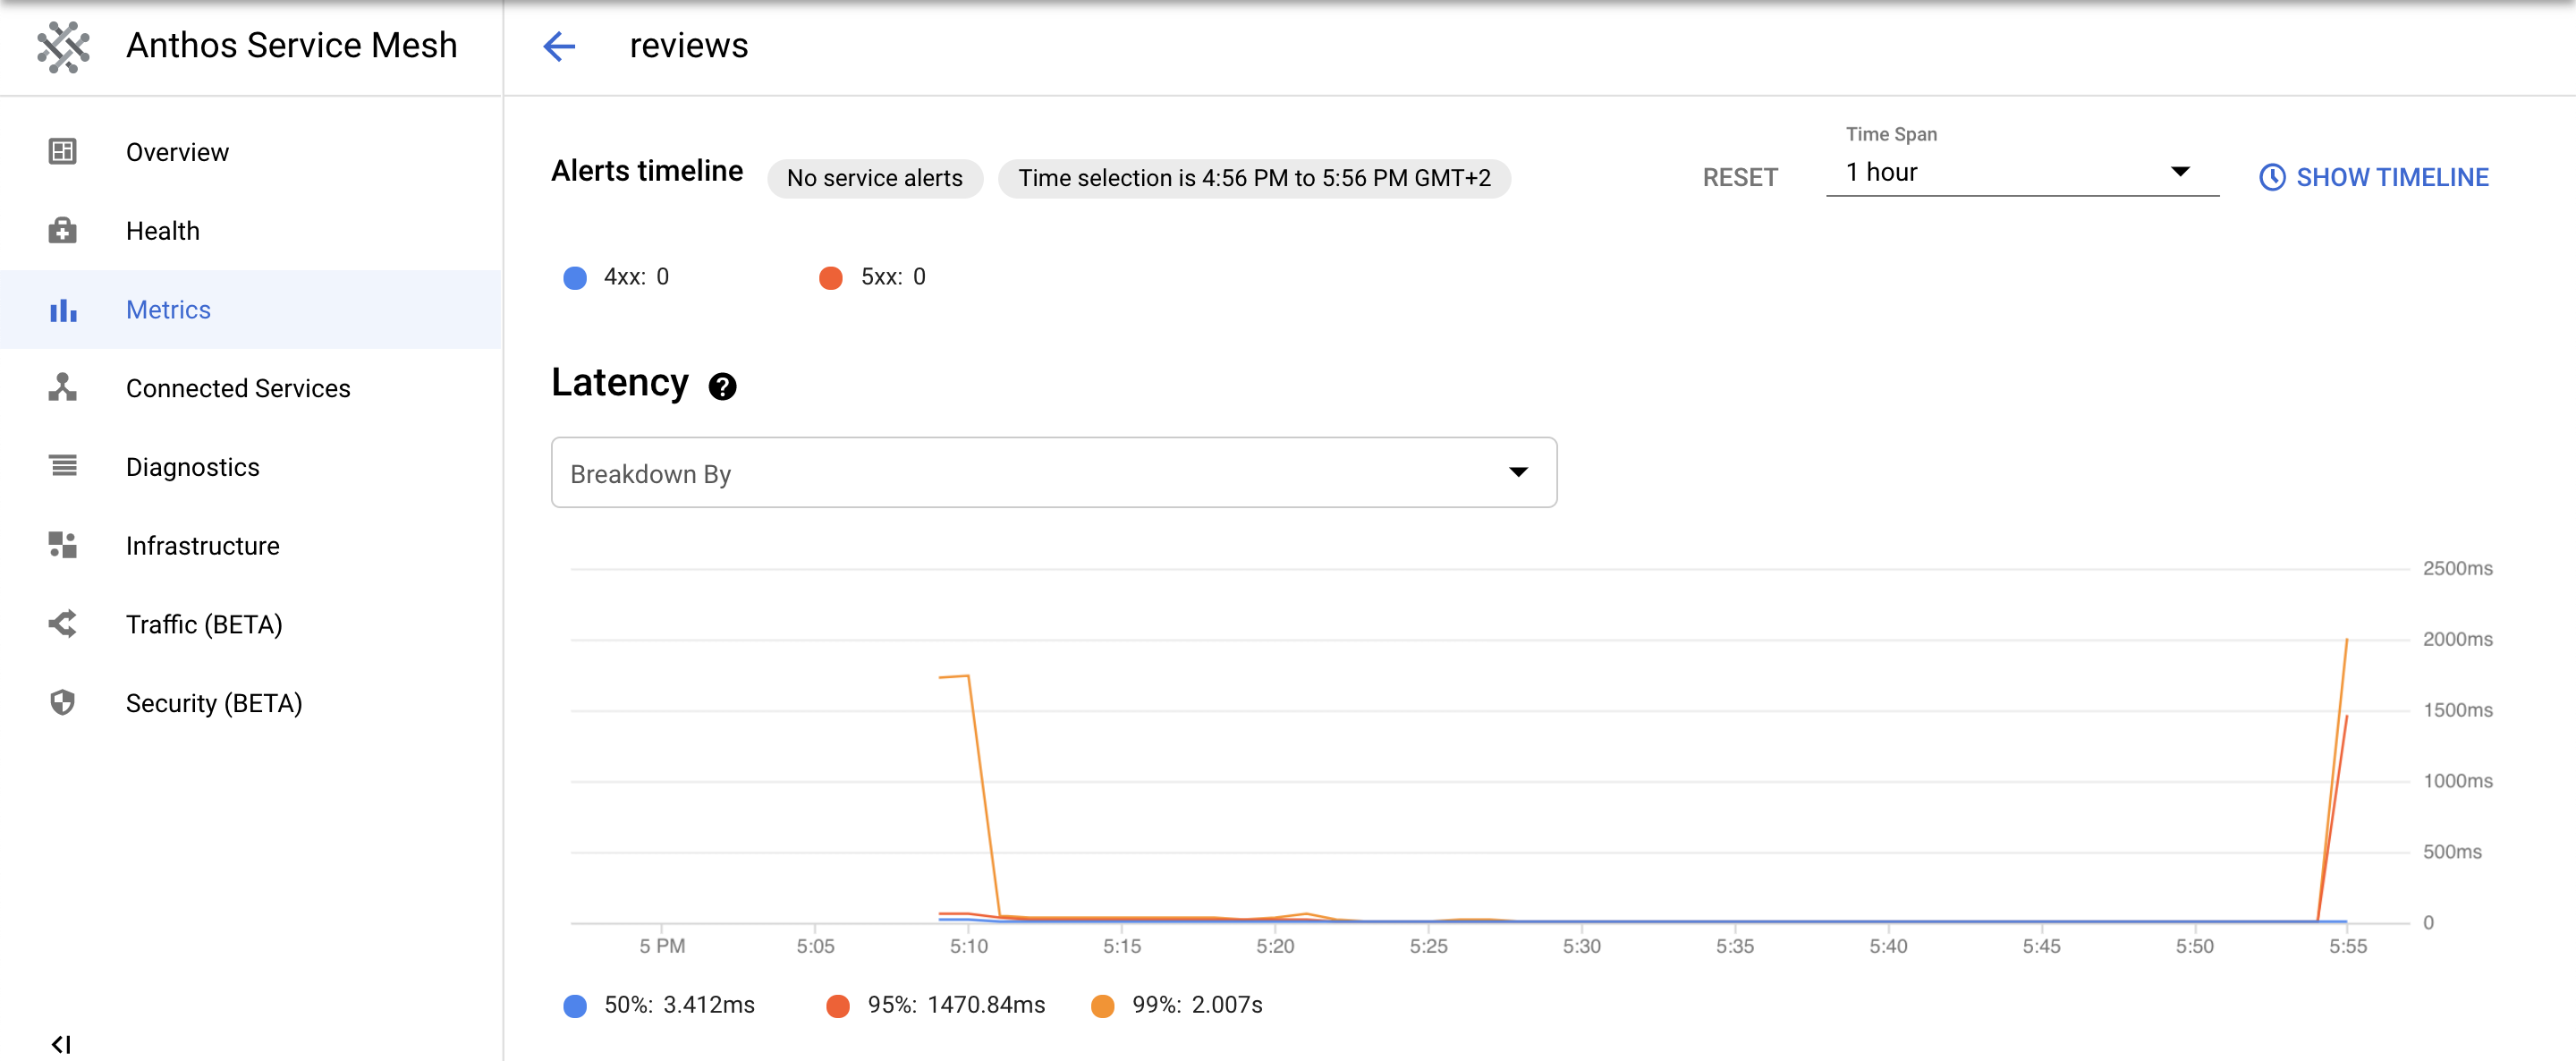 Anthos Service Mesh
reviews
Overview
Health
Metrics
Connected Services
Diagnostics
Infrastructure
Traffic (BETA)
Security (BETA)
Alerts timeline
No service alerts
Time selection is 4:56 PM to 5:56 PM GMT+2
RESET
Time Span
1 hour
SHOW TIMELINE
4xx: 0
5xx: 0
Latency
Breakdown By
2500ms
2000ms
1500ms
1000ms
500ms
0
5 PM
5:05
5:10
5:15
5:20
5:25
5:30
5:35
5:40
5:45
5:50
5:55
50%: 3.412ms
95%: 1470.84ms
99%: 2.007s